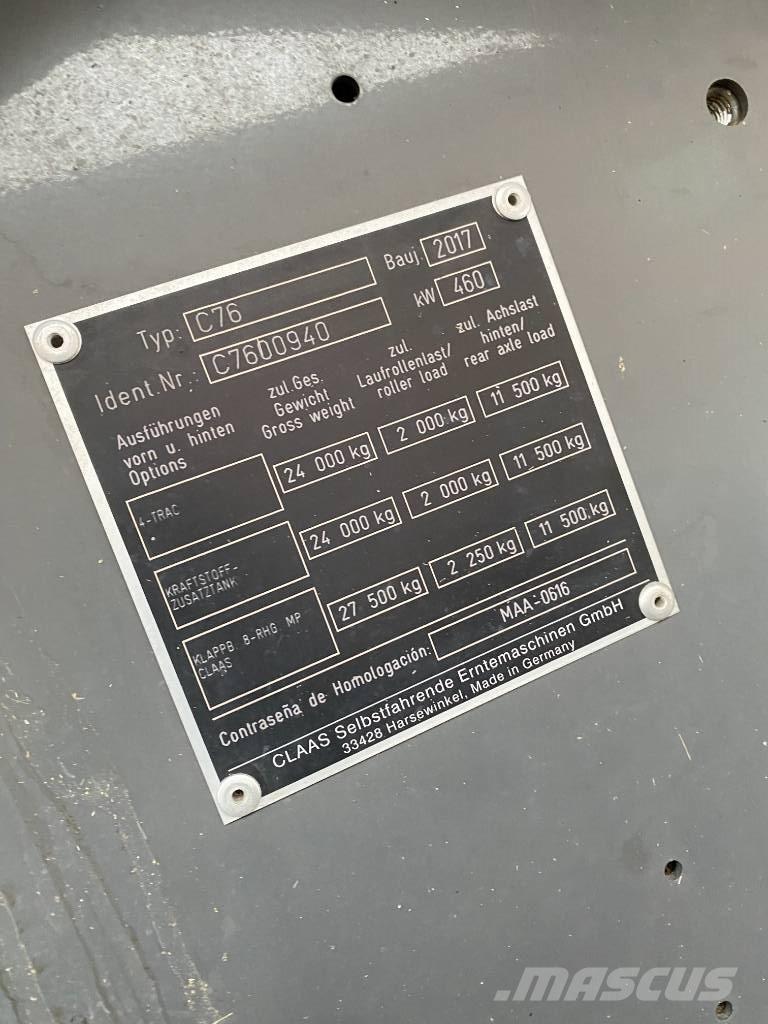 Typ: C76 Bauj. 2017
Ident.Nr.: C7600940 kW 460
Ausführungen
vorn u. hinten
Options
zul.Ges.
Gewicht
Gross weight
zul.
Laufrollenlast/
roller load
zul. Achslast
hinten/
rear axle load
4-TRAC 24 000 kg 2 000 kg 11 500 kg
KRAFTSTOFF-
ZUSATZTANK 24 000 kg 2 000 kg 11 500 kg
KLAPPB 8-RHG MP
CLAAS 27 500 kg 2 250 kg 11 500 kg
Contraseña de Homologación: MAA-0616
CLAAS Selbstfahrende Erntemaschinen GmbH
33428 Harsewinkel, Made in Germany
MASCUS